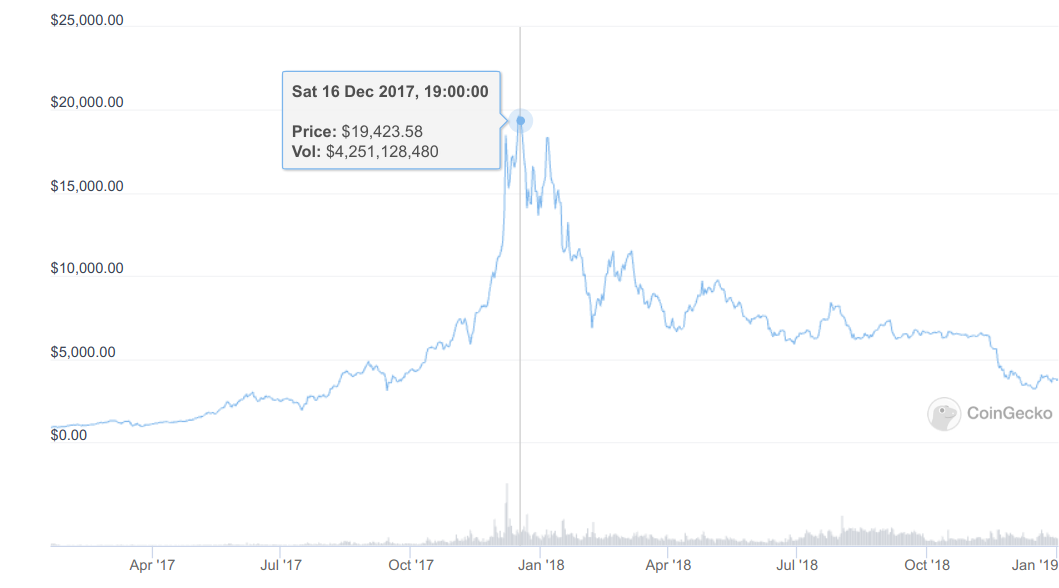 $25,000.00
Sat 16 Dec 2017, 19:00:00
$20,000.00
Price: $19,423.58
Vol: $4,251,128,480
$15,000.00
$10,000.00
$5,000.00
CoinGecko
$0.00
Apr '17
Jul '17
Oct '17
Jan '18
Apr '18
Jul '18
Oct '18
Jan '19